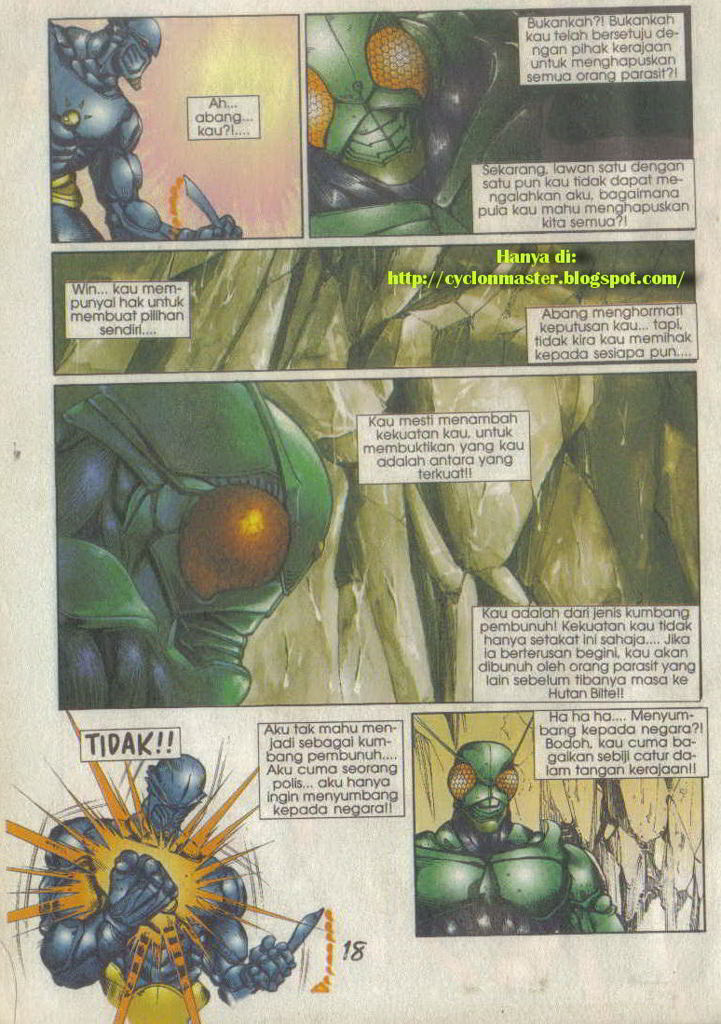 Ah...
abang...
kau?!....
Bukankah?! Bukankah
kau telah bersetuju de-
ngan pihak kerajaan
untuk menghapuskan
semua orang parasit?!
Sekarang, lawan satu dengan
satu pun kau tidak dapat me-
ngalahkan aku, bagaimana
pula kau mahu menghapuskan
kita semua?!
Hanya di:
http://cyclonmaster.blogspot.com/
Win... kau mem-
punyai hak untuk
membuat pilihan
sendiri....
Abang menghormati
keputusan kau... tapi,
tidak kira kau memihak
kepada sesiapa pun....
Kau mesti menambah
kekuatan kau, untuk
membuktikan yang kau
adalah antara yang
terkuat!!
Kau adalah dari jenis kumbang
pembunuh! Kekuatan kau tidak
hanya setakat ini sahaja.... Jika
ia berterusan begini, kau akan
dibunuh oleh orang parasit yang
lain sebelum tibanya masa ke
Hutan Bilte!!
TIDAK!!
Aku tak mahu men-
jadi sebagai kum-
bang pembunuh....
Aku cuma seorang
polis... aku hanya
ingin menyumbang
kepada negara!!
Ha ha ha.... Menyum-
bang kepada negara?!
Bodoh, kau cuma ba-
gaikan sebiji catur da-
lam tangan kerajaan!!
18